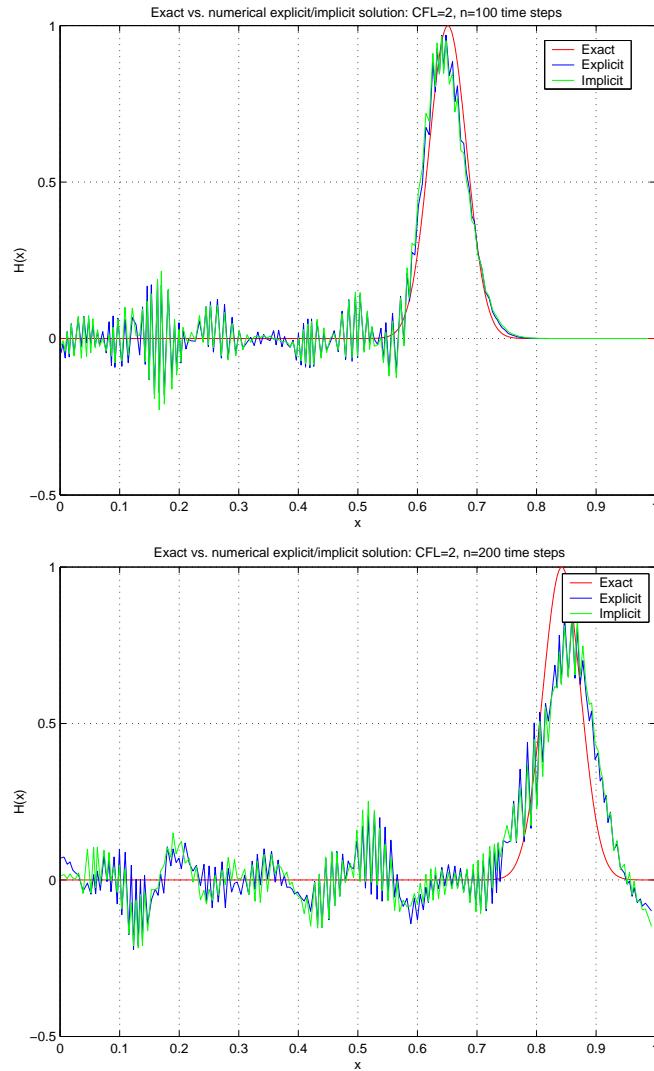 Exact vs. numerical explicit/implicit solution: CFL=2, n=100 time steps
1
Exact
Explicit
Implicit
0.5
H(x)
0
-0.5
0 0.1 0.2 0.3 0.4 0.5 0.6 0.7 0.8 0.9 1
x
Exact vs. numerical explicit/implicit solution: CFL=2, n=200 time steps
1
Exact
Explicit
Implicit
0.5
H(x)
0
-0.5
0 0.1 0.2 0.3 0.4 0.5 0.6 0.7 0.8 0.9 1
x